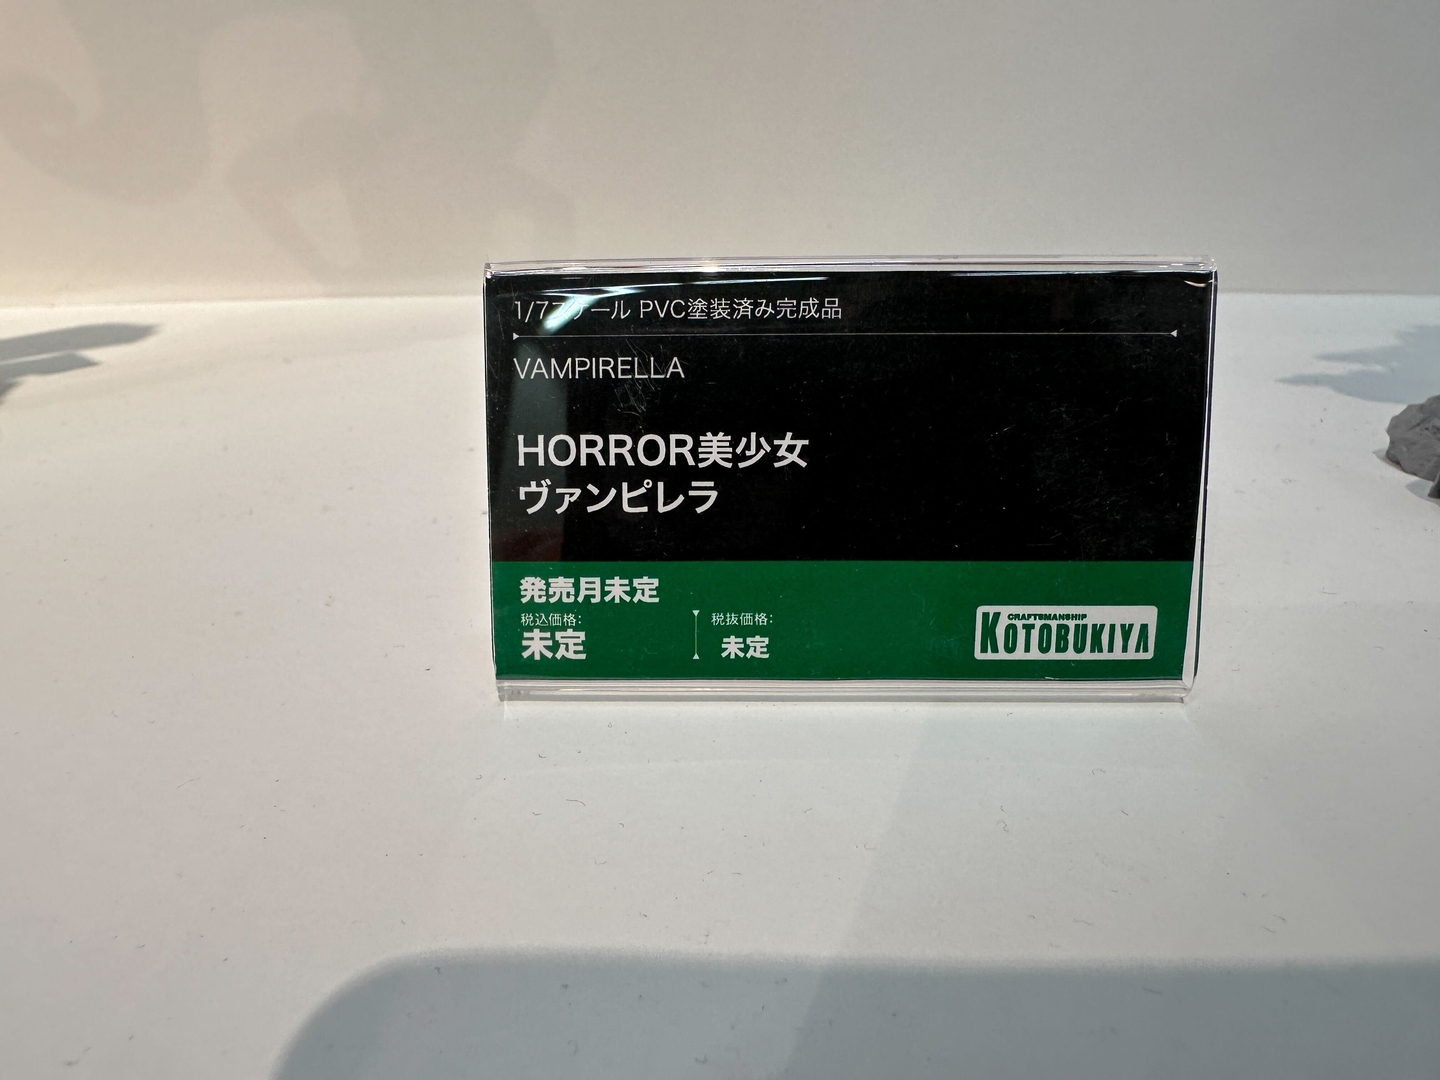 1/7スケール PVC塗装済み完成品
VAMPIRELLA
HORROR美少女
ヴァンピレラ
発売月未定
税込価格:
未定
税抜価格:
未定
CRAFTSMANSHIP
KOTOBUKIYA